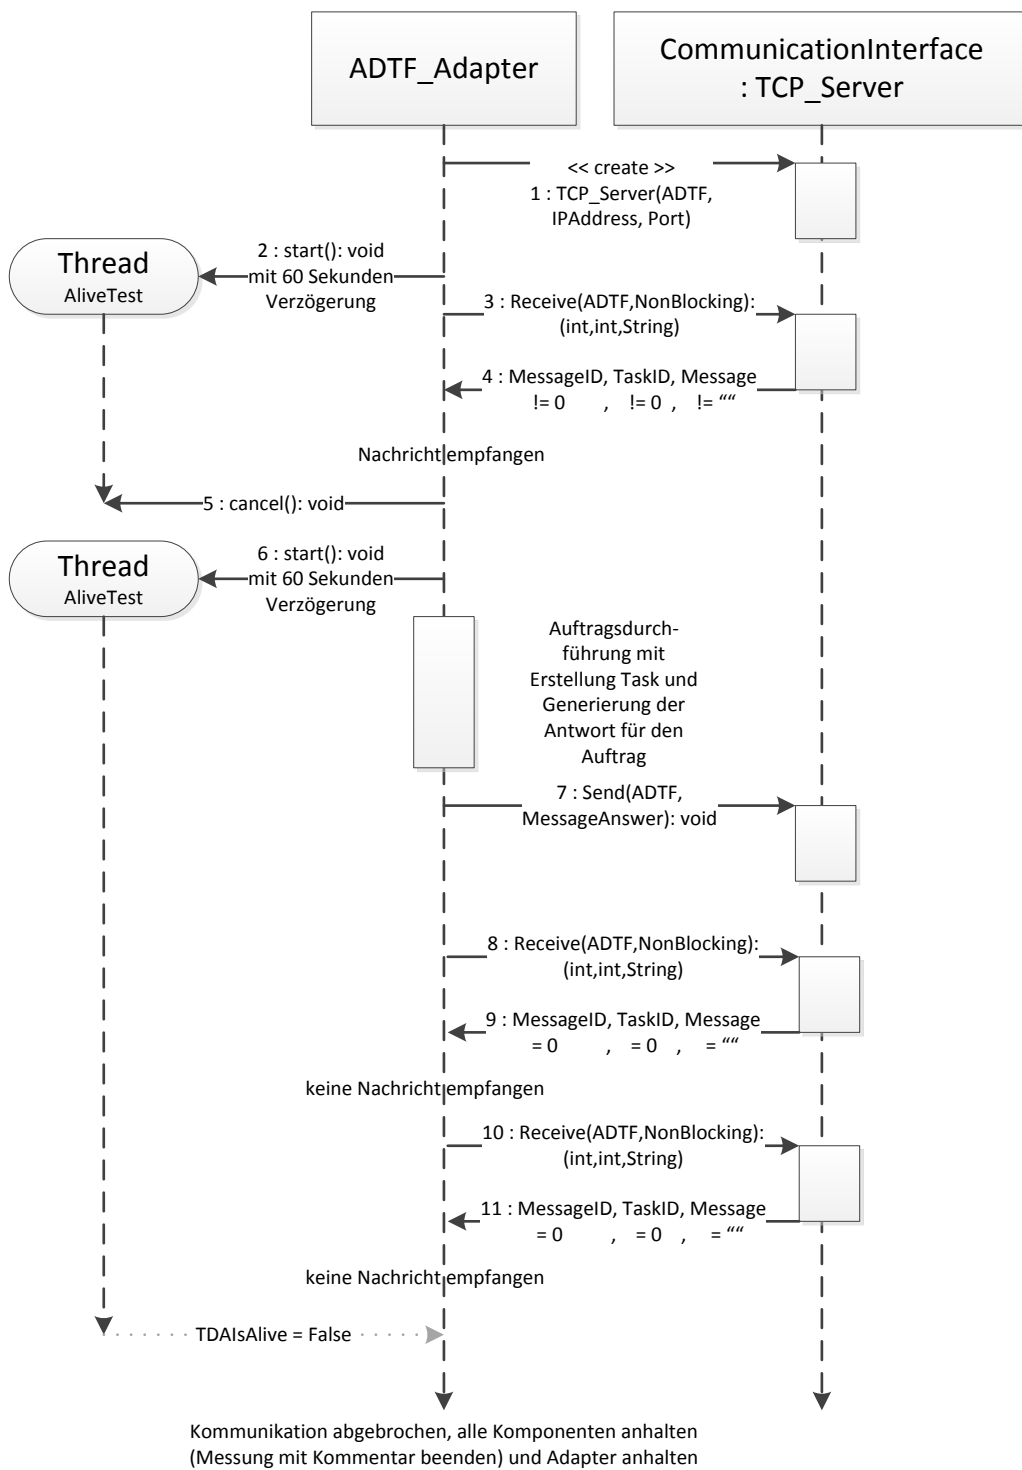 ADTF_Adapter
CommunicationInterface
: TCP_Server
<< create >>
1 : TCP_Server(ADTF,
IPAddress, Port)
Thread
AliveTest
2 : start(): void
mit 60 Sekunden
Verzögerung
3 : Receive(ADTF,NonBlocking):
(int,int,String)
4 : MessageID, TaskID, Message
!= 0 , != 0 , != ““
Nachricht empfangen
5 : cancel(): void
Thread
AliveTest
6 : start(): void
mit 60 Sekunden
Verzögerung
Auftragsdurch-
führung mit
Erstellung Task und
Generierung der
Antwort für den
Auftrag
7 : Send(ADTF,
MessageAnswer): void
8 : Receive(ADTF,NonBlocking):
(int,int,String)
9 : MessageID, TaskID, Message
= 0 , = 0 , = ““
keine Nachricht empfangen
10 : Receive(ADTF,NonBlocking):
(int,int,String)
11 : MessageID, TaskID, Message
= 0 , = 0 , = ““
keine Nachricht empfangen
TDAIsAlive = False
Kommunikation abgebrochen, alle Komponenten anhalten
(Messung mit Kommentar beenden) und Adapter anhalten